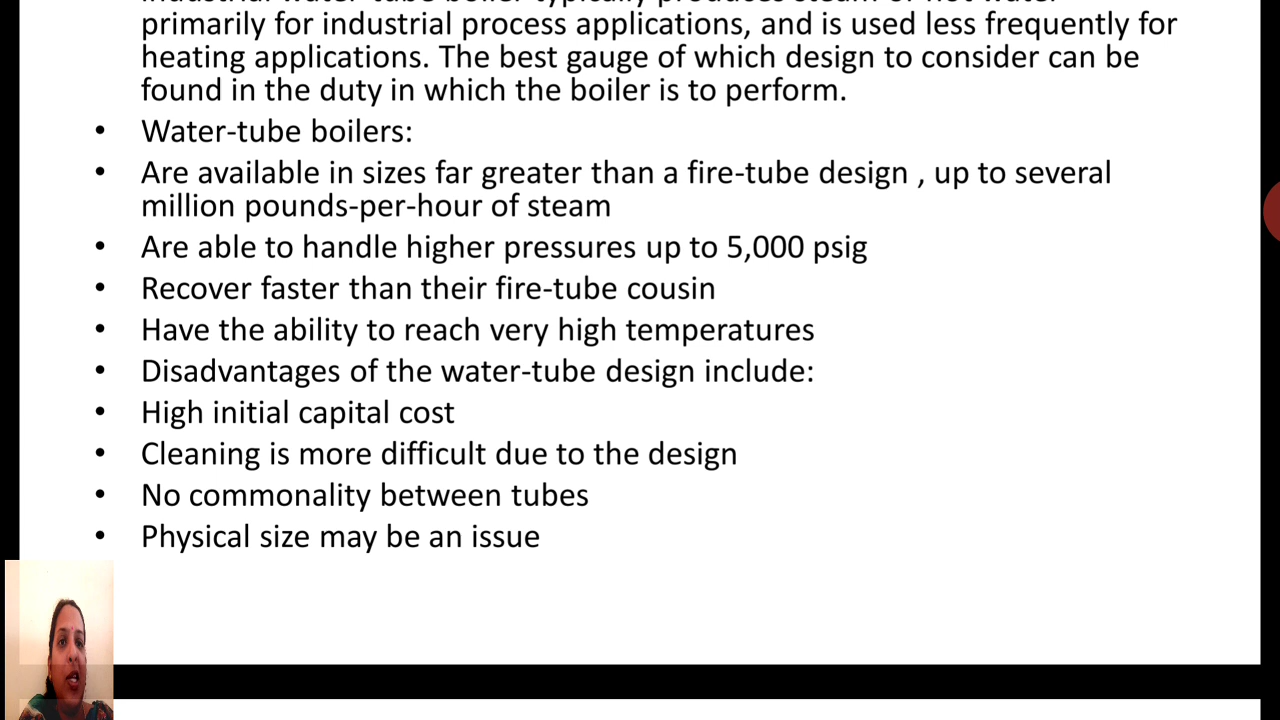 primarily for industrial process applications, and is used less frequently for
heating applications. The best gauge of which design to consider can be
found in the duty in which the boiler is to perform.
• Water-tube boilers:
• Are available in sizes far greater than a fire-tube design , up to several
million pounds-per-hour of steam
• Are able to handle higher pressures up to 5,000 psig
• Recover faster than their fire-tube cousin
• Have the ability to reach very high temperatures
• Disadvantages of the water-tube design include:
• High initial capital cost
• Cleaning is more difficult due to the design
• No commonality between tubes
• Physical size may be an issue